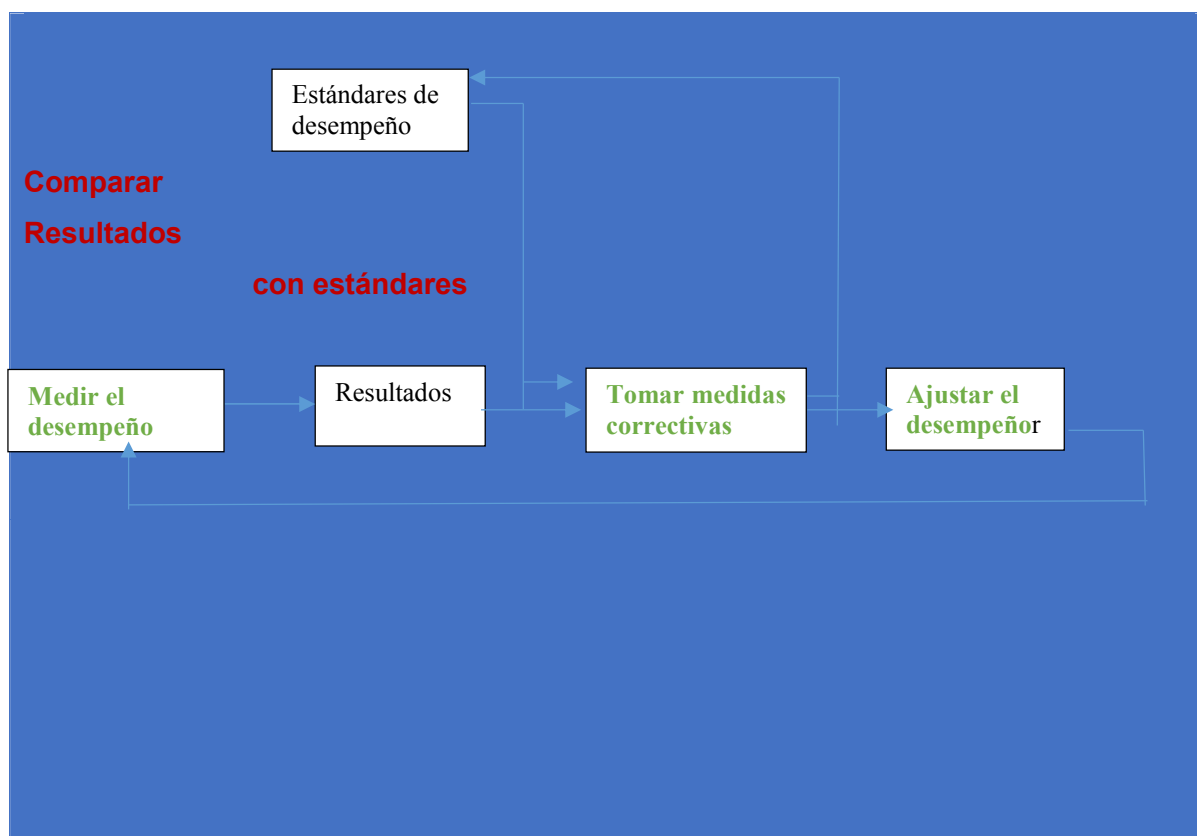 Estándares de
desempeño
Comparar
Resultados
con estándares
Medir el
desempeño
Resultados
Tomar medidas
correctivas
Ajustar el
desempeñor